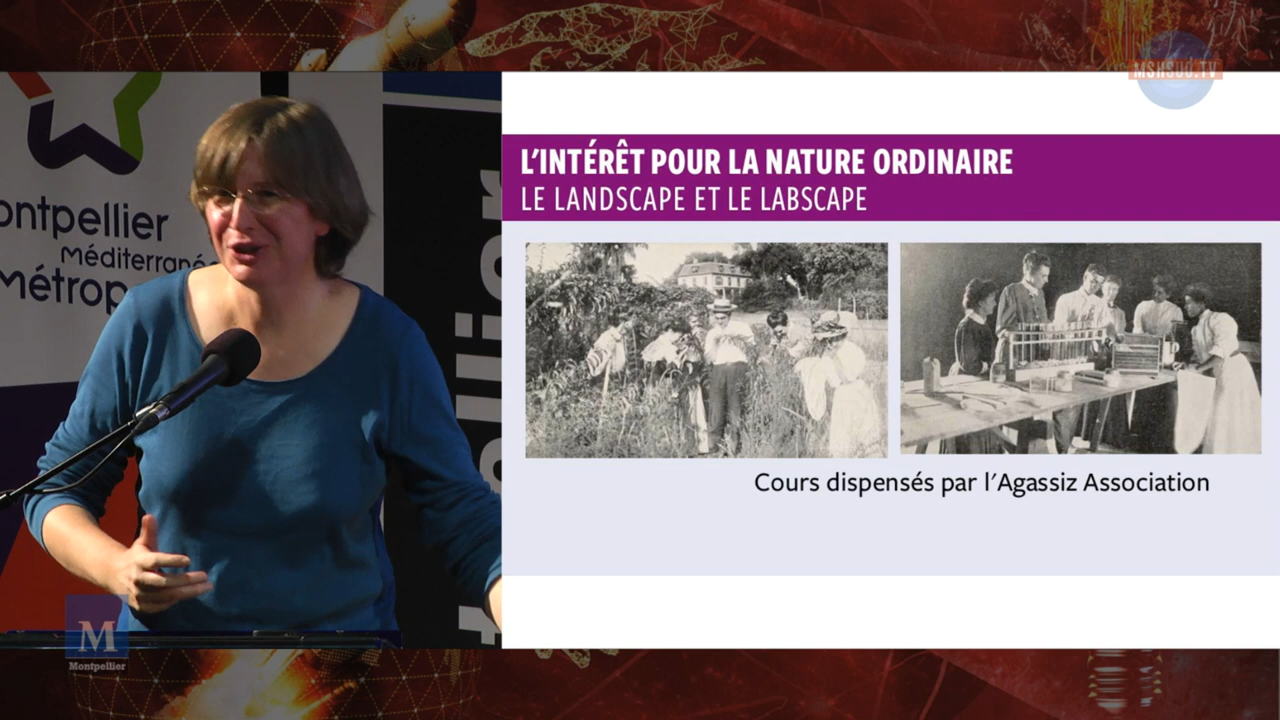 MSHSUD.TV
L'INTÉRÊT POUR LA NATURE ORDINAIRE
LE LANDSCAPE ET LE LABSCAPE
ontpellier
méditerrané
Métrop
Cours dispensés par l'Agassiz Association
M
Montpellier